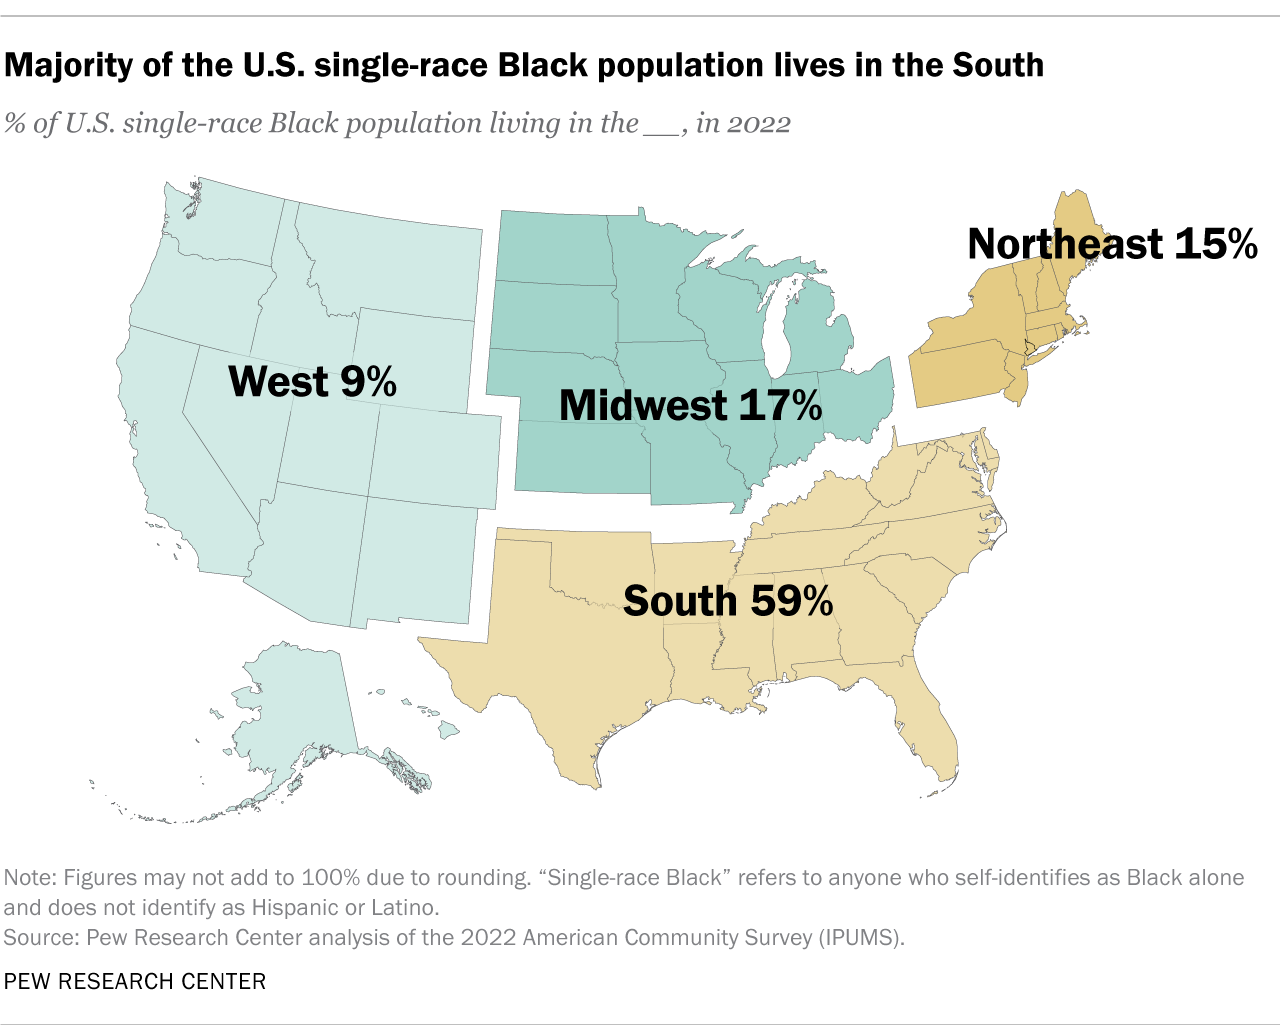 Majority of the U.S. single-race Black population lives in the South
% of U.S. single-race Black population living in the __, in 2022
Northeast 15%
West 9%
Midwest 17%
South 59%
Note: Figures may not add to 100% due to rounding. “Single-race Black” refers to anyone who self-identifies as Black alone
and does not identify as Hispanic or Latino.
Source: Pew Research Center analysis of the 2022 American Community Survey (IPUMS).
PEW RESEARCH CENTER